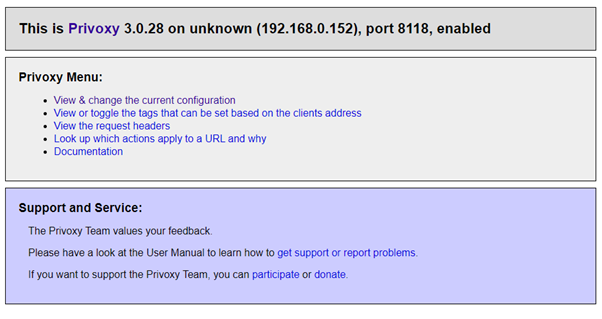 This is Privoxy 3.0.28 on unknown (192.168.0.152), port 8118, enabled
Privoxy Menu:
View & change the current configuration
View or toggle the tags that can be set based on the clients address
View the request headers
Look up which actions apply to a URL and why
Documentation
Support and Service:
The Privoxy Team values your feedback.
Please have a look at the User Manual to learn how to get support or report problems.
If you want to support the Privoxy Team, you can participate or donate.